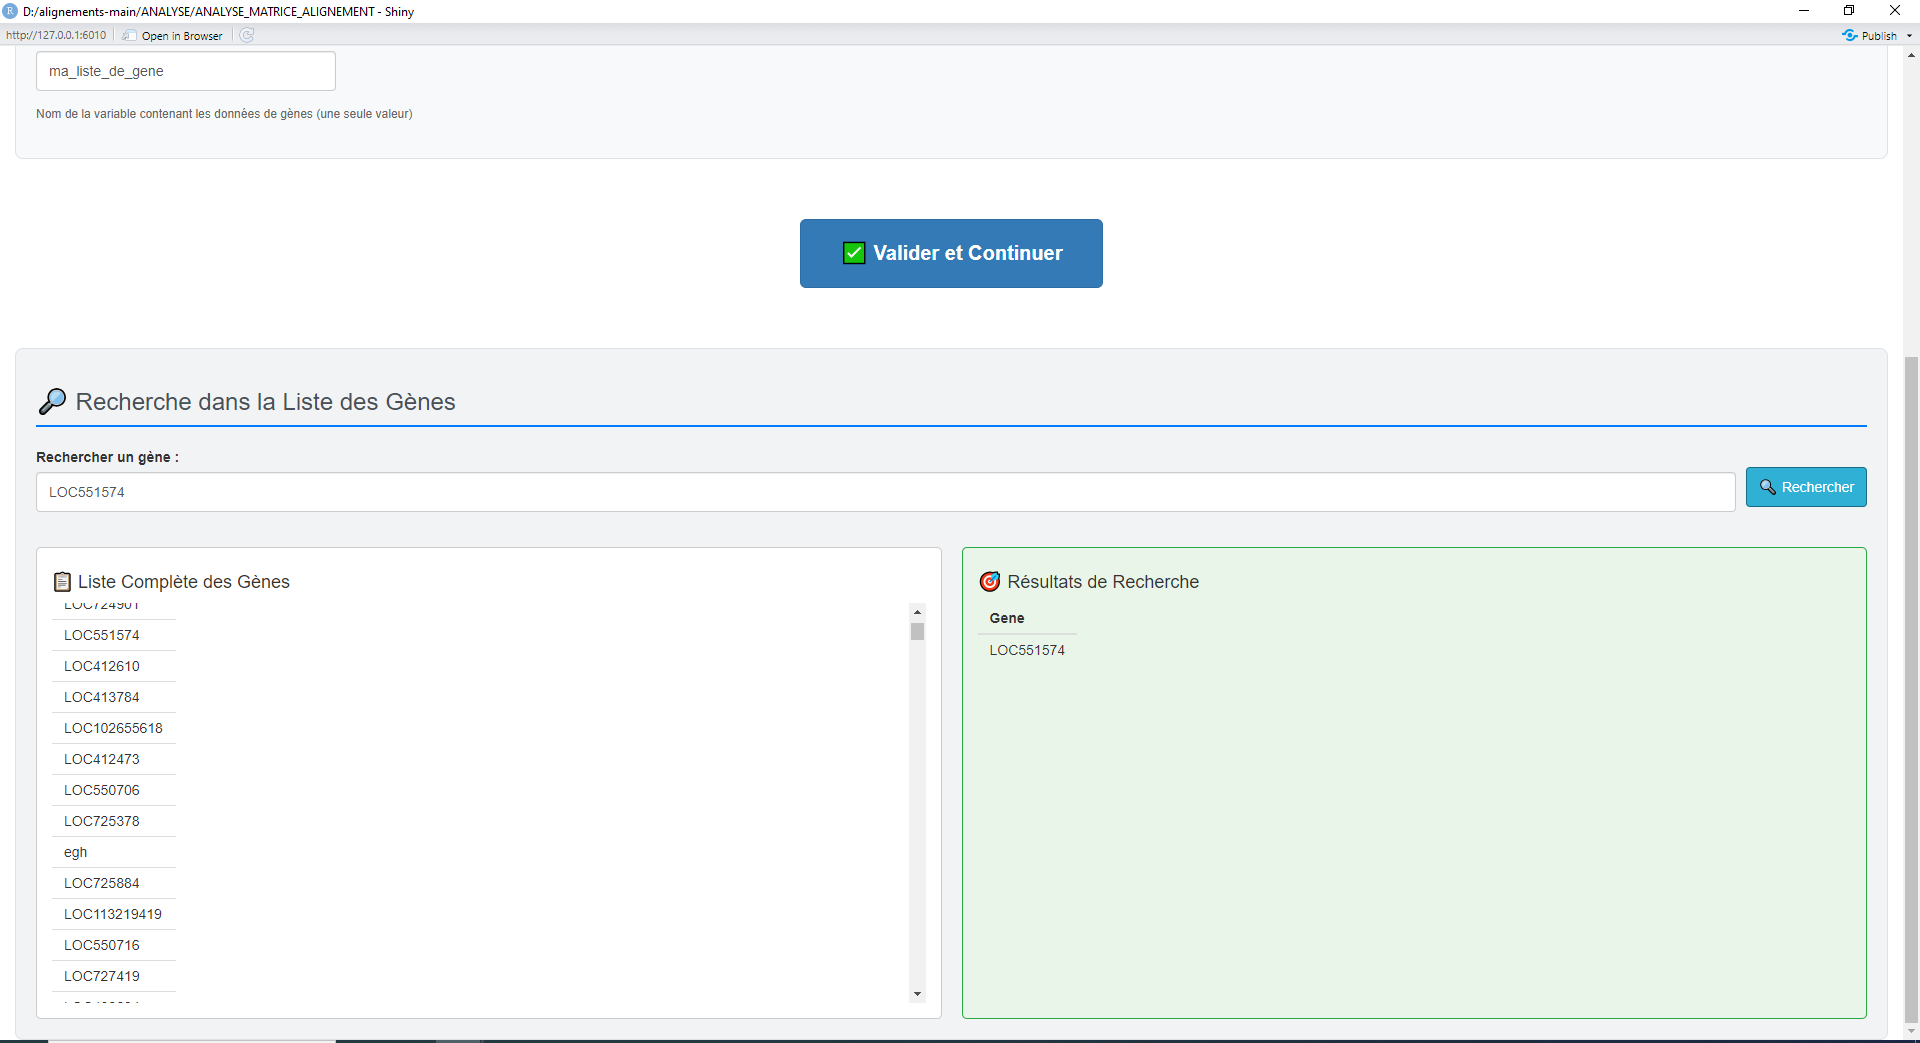 D:/alignements-main/ANALYSE/ANALYSE_MATRICE_ALIGNEMENT - Shiny
http://127.0.0.1:6010 Open in Browser Publish
ma_liste_de_gene
Nom de la variable contenant les données de gènes (une seule valeur)
Valider et Continuer
Recherche dans la Liste des Gènes
Rechercher un gène :
LOC551574
Rechercher
Liste Complète des Gènes
LOC724901
LOC551574
LOC412610
LOC413784
LOC102655618
LOC412473
LOC550706
LOC725378
egh
LOC725884
LOC113219419
LOC550716
LOC727419
Résultats de Recherche
Gene
LOC551574